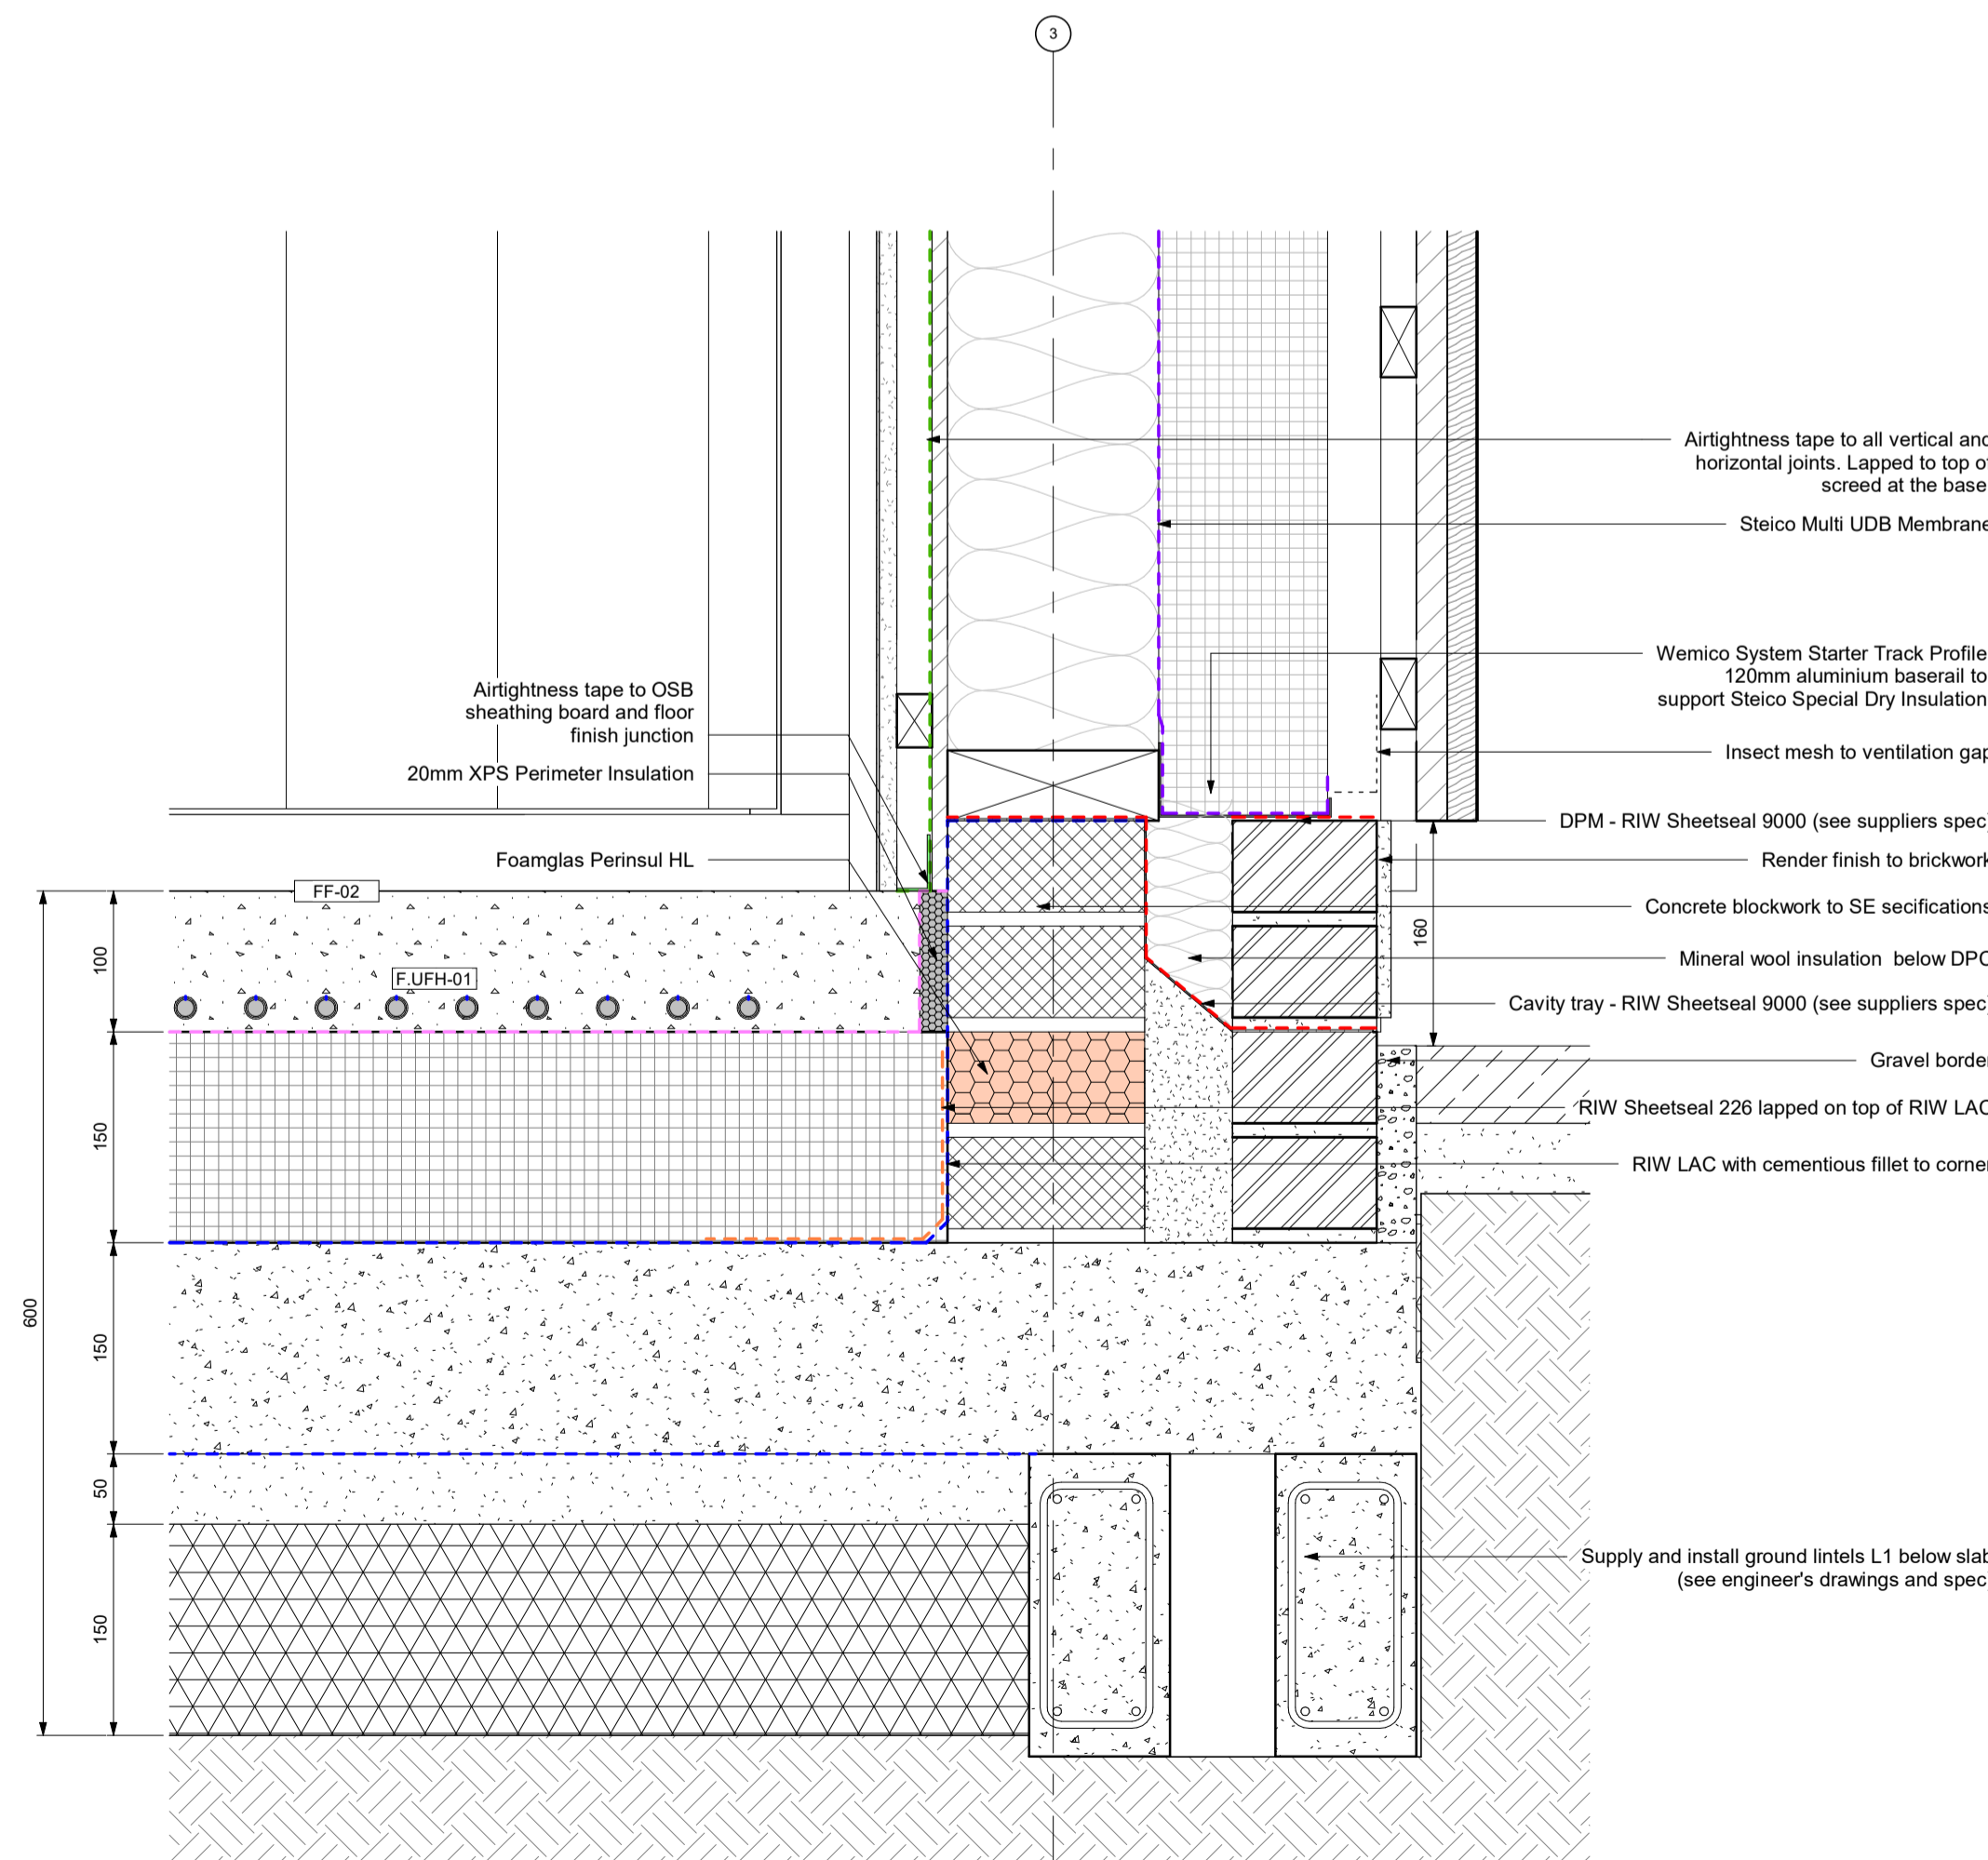 3
Airtightness tape to all vertical and
horizontal joints. Lapped to top of
screed at the base
Steico Multi UDB Membrane
Wemico System Starter Track Profile
120mm aluminium baserail to
support Steico Special Dry Insulation
Insect mesh to ventilation gap
DPM - RIW Sheetseal 9000 (see suppliers spec)
Render finish to brickwork
Concrete blockwork to SE secifications
Mineral wool insulation below DPC
Cavity tray - RIW Sheetseal 9000 (see suppliers spec)
Gravel border
RIW Sheetseal 226 lapped on top of RIW LAC
RIW LAC with cementious fillet to corner
Supply and install ground lintels L1 below slab
(see engineer's drawings and spec
Airtightness tape to OSB
sheathing board and floor
finish junction
20mm XPS Perimeter Insulation
Foamglas Perinsul HL
FF-02
F.UFH-01
160
600
100
150
150
50
150